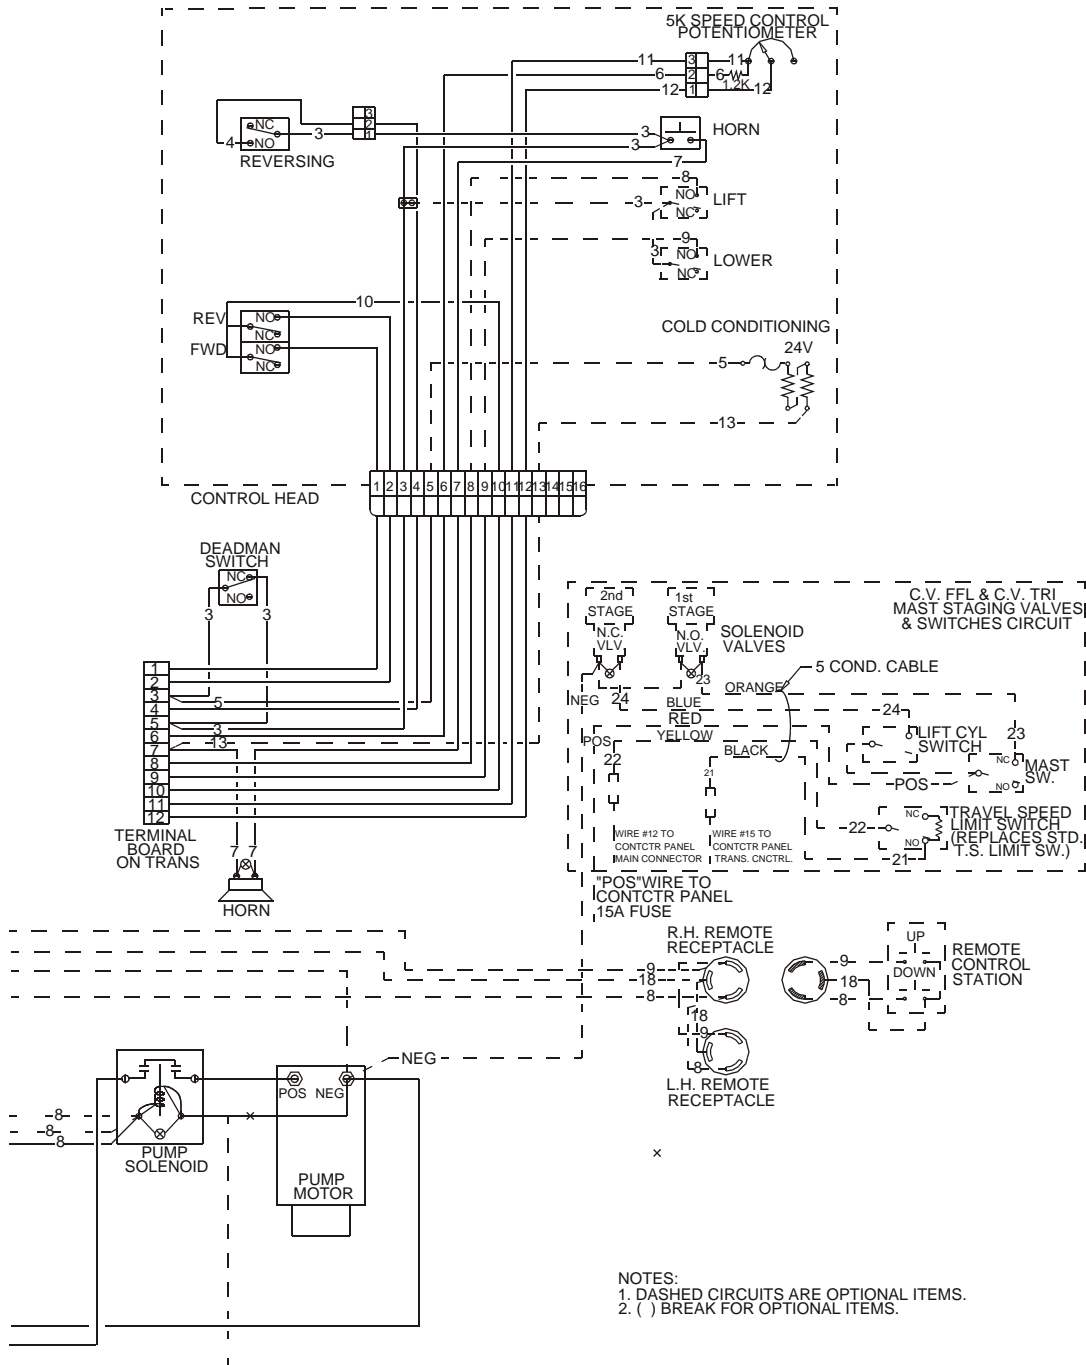 5K SPEED CONTROL
POTENTIOMETER
11
3
11
6
2
6
1.2K
12
1
12
NC
NO
4
3
REVERSING
3
2
1
3
3
HORN
7
8
3
NO
NC
LIFT
9
3
NO
NC
LOWER
10
REV
NO
NC
FWD
NO
NC
COLD CONDITIONING
24V
5
13
CONTROL HEAD
1 2 3 4 5 6 7 8 9 10 11 12 13 14 15 16
DEADMAN
SWITCH
NC
NO
3
3
1
2
3
4
5
6
7
8
9
10
11
12
5
3
13
TERMINAL
BOARD
ON TRANS
7 7
HORN
2nd
STAGE
N.C.
VLV.
1st
STAGE
N.O.
VLV.
SOLENOID
VALVES
C.V. FFL & C.V. TRI
MAST STAGING VALVES
& SWITCHES CIRCUIT
5 COND. CABLE
23
ORANGE
NEG
24
BLUE
RED
YELLOW
BLACK
POS
22
21
24
LIFT CYL
SWITCH
23
NC
NO
MAST
SW.
POS
22
NC
NO
21
TRAVEL SPEED
LIMIT SWITCH
(REPLACES STD.
T.S. LIMIT SW.)
WIRE #12 TO
CONTCTR PANEL
MAIN CONNECTOR
WIRE #15 TO
CONTCTR PANEL
TRANS. CNCTRL.
"POS"WIRE TO
CONTCTR PANEL
15A FUSE
R.H. REMOTE
RECEPTACLE
9
18
8
18
9
8
L.H. REMOTE
RECEPTACLE
9
18
8
UP
DOWN
REMOTE
CONTROL
STATION
NEG
POS NEG
8
8
8
PUMP
SOLENOID
PUMP
MOTOR
NOTES:
1. DASHED CIRCUITS ARE OPTIONAL ITEMS.
2. ( ) BREAK FOR OPTIONAL ITEMS.